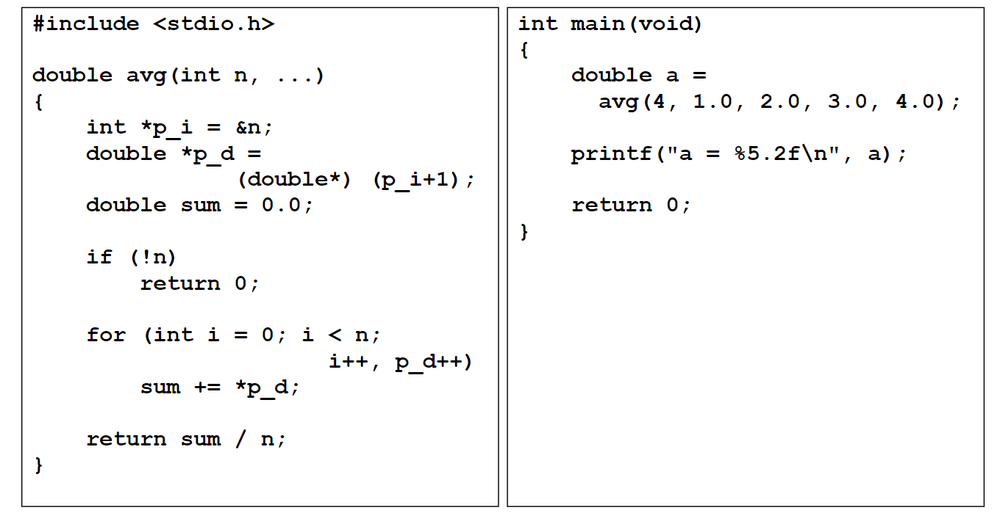 #include <stdio.h>
double avg(int n, ...)
{
    int *p_i = &n;
    double *p_d =
               (double*) (p_i+1);
    double sum = 0.0;
    if (!n)
        return 0;
    for (int i = 0; i < n;
                      i++, p_d++)
        sum += *p_d;
    return sum / n;
}
int main(void)
{
    double a =
      avg(4, 1.0, 2.0, 3.0, 4.0);
    printf("a = %5.2f\n", a);
    return 0;
}